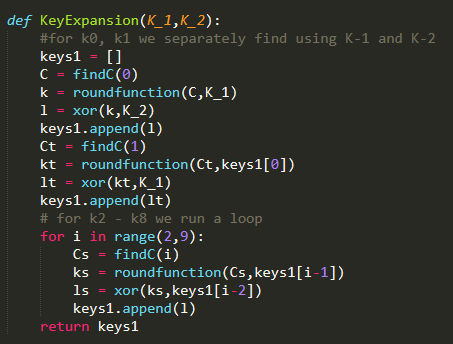 def KeyExpansion(K_1,K_2):
    #for k0, k1 we separately find using K-1 and K-2
    keys1 = []
    C = findC(0)
    k = roundfunction(C,K_1)
    l = xor(k,K_2)
    keys1.append(l)
    Ct = findC(1)
    kt = roundfunction(Ct,keys1[0])
    lt = xor(kt,K_1)
    keys1.append(lt)
    # for k2 - k8 we run a loop
    for i in range(2,9):
        Cs = findC(i)
        ks = roundfunction(Cs,keys1[i-1])
        ls = xor(ks,keys1[i-2])
        keys1.append(l)
    return keys1